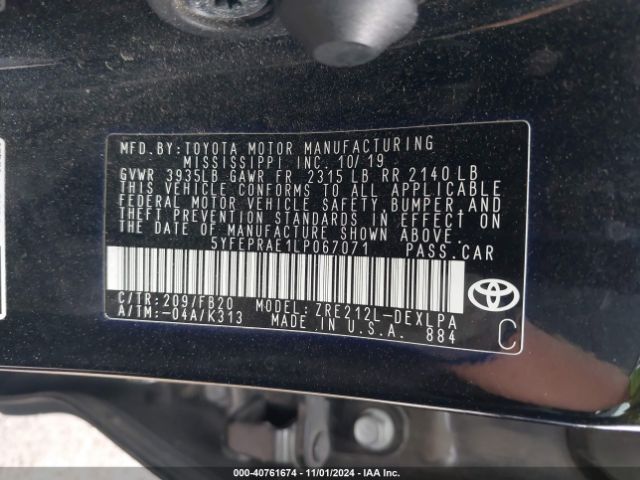 MFD. BY: TOYOTA MOTOR MANUFACTURING
MISSISSIPPI INC. 10/19
GVWR 3935LB GAWR FR 2315 LB RR 2140 LB
THIS VEHICLE CONFORMS TO ALL APPLICABLE
FEDERAL MOTOR VEHICLE SAFETY, BUMPER AND
THEFT PREVENTION STANDARDS IN EFFECT ON
THE DATE OF MANUFACTURE SHOWN ABOVE.
5YFEPRAE1LP067071 PASS.CAR
C/TR: 209/FB20 MODEL: ZRE212L-DEXLPA
A/TM: -04A/K313 MADE IN U.S.A.
884
C
000-40761674 | 11/01/2024 | IAA Inc.